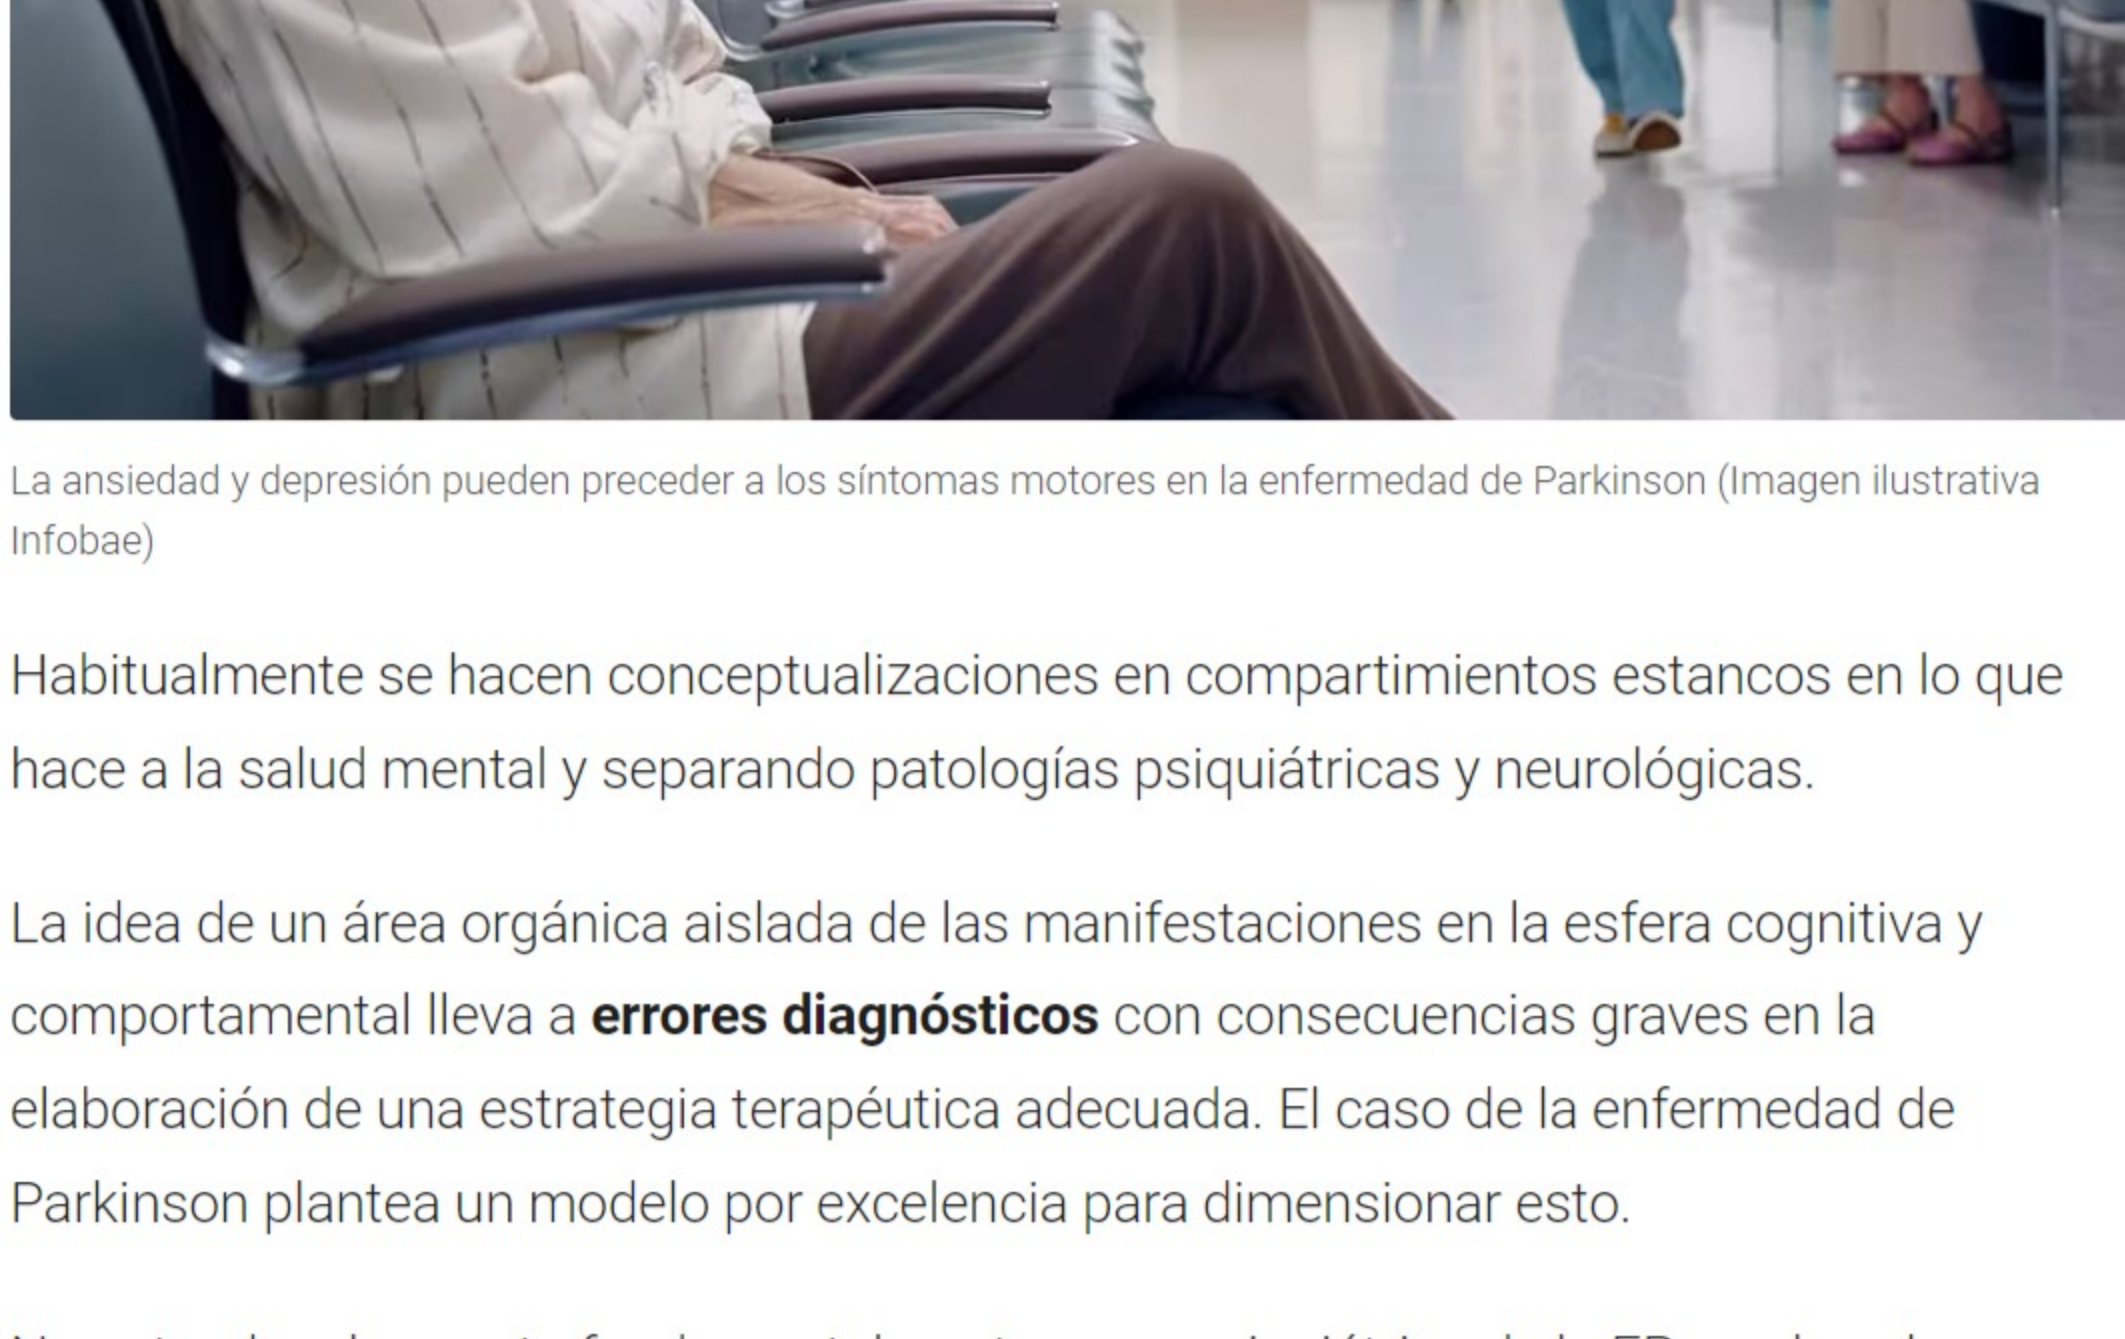 La ansiedad y depresión pueden preceder a los síntomas motores en la enfermedad de Parkinson (Imagen ilustrativa
Infobae)
Habitualmente se hacen conceptualizaciones en compartimientos estancos en lo que
hace a la salud mental y separando patologías psiquiátricas y neurológicas.
La idea de un área orgánica aislada de las manifestaciones en la esfera cognitiva y
comportamental lleva a errores diagnósticos con consecuencias graves en la
elaboración de una estrategia terapéutica adecuada. El caso de la enfermedad de
Parkinson plantea un modelo por excelencia para dimensionar esto.